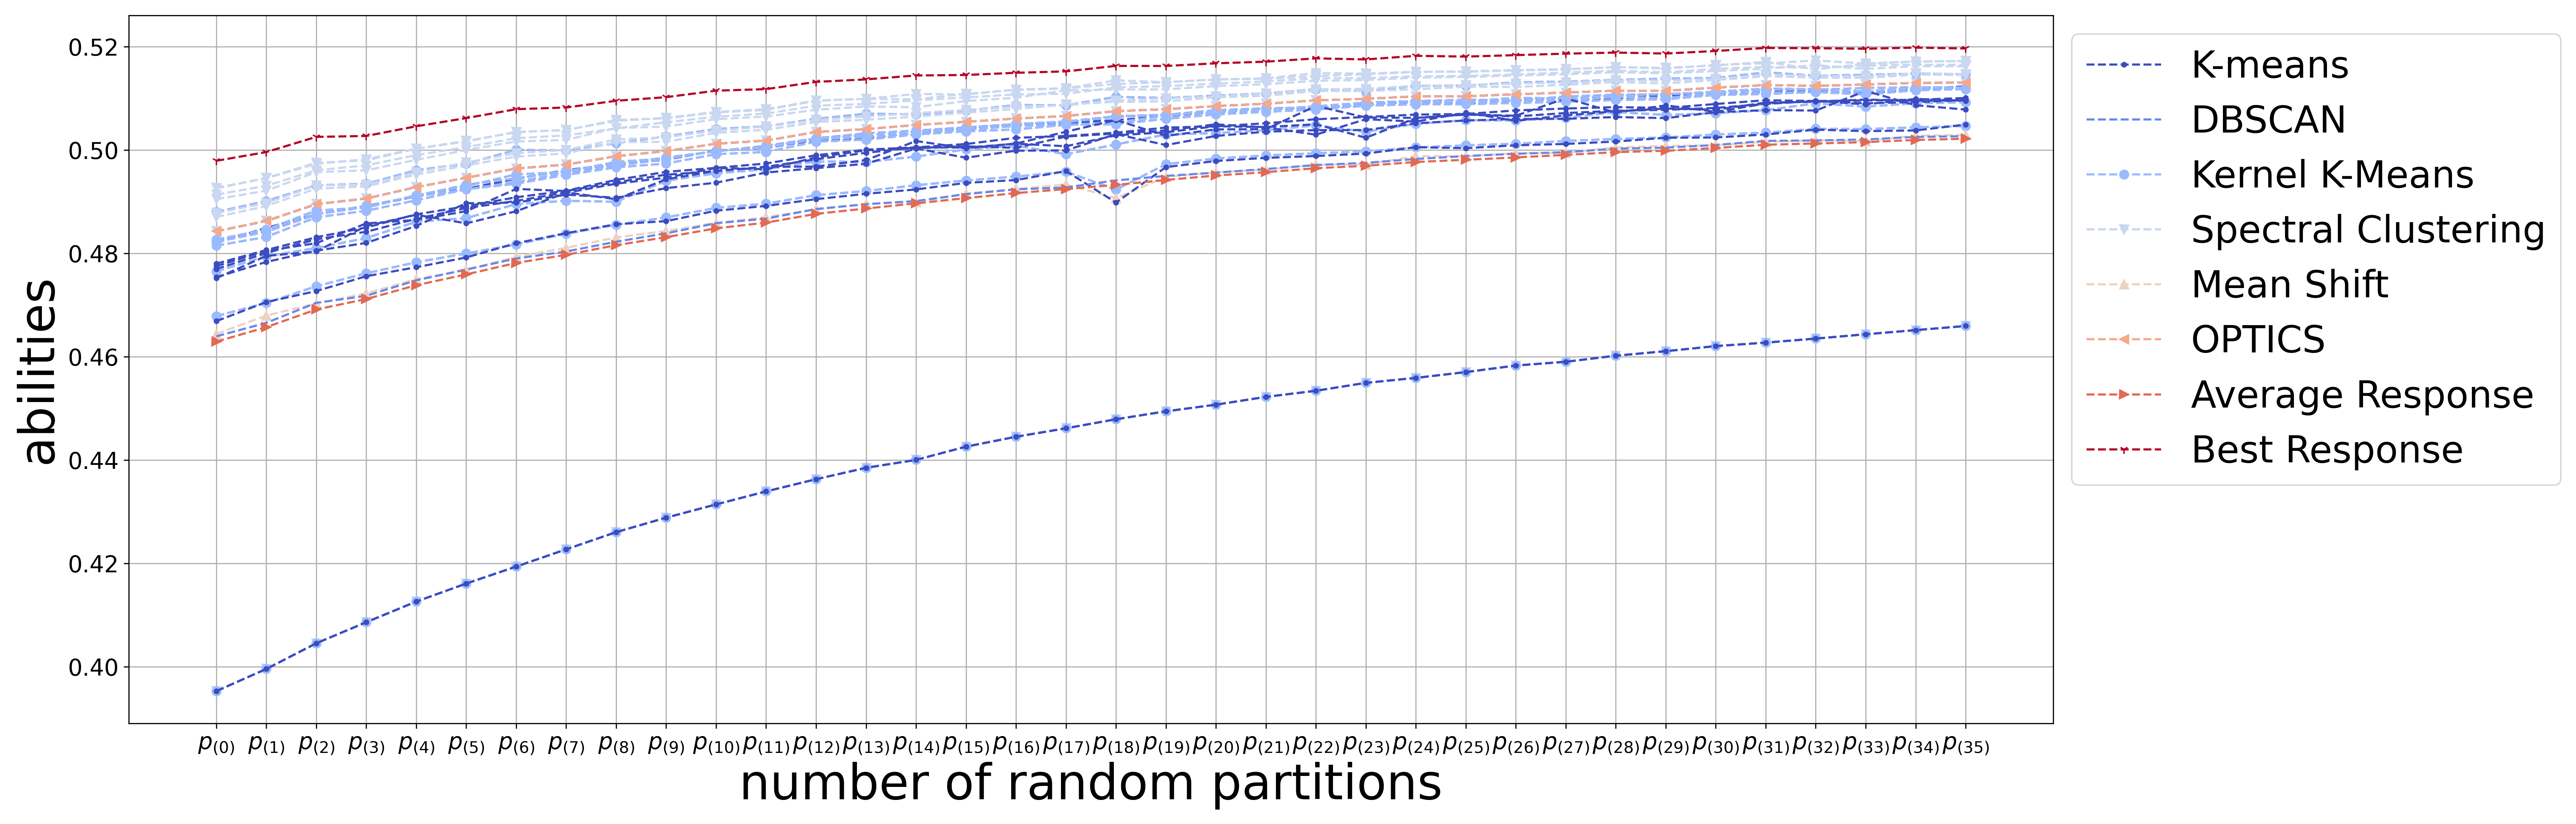 0.52
0.50
0.48
0.46
0.44
0.42
0.40
abilities
p(0) p(1) p(2) p(3) p(4) p(5) p(6) p(7) p(8) p(9) p(10) p(11) p(12) p(13) p(14) p(15) p(16) p(17) p(18) p(19) p(20) p(21) p(22) p(23) p(24) p(25) p(26) p(27) p(28) p(29) p(30) p(31) p(32) p(33) p(34) p(35)
number of random partitions
K-means
DBSCAN
Kernel K-Means
Spectral Clustering
Mean Shift
OPTICS
Average Response
Best Response